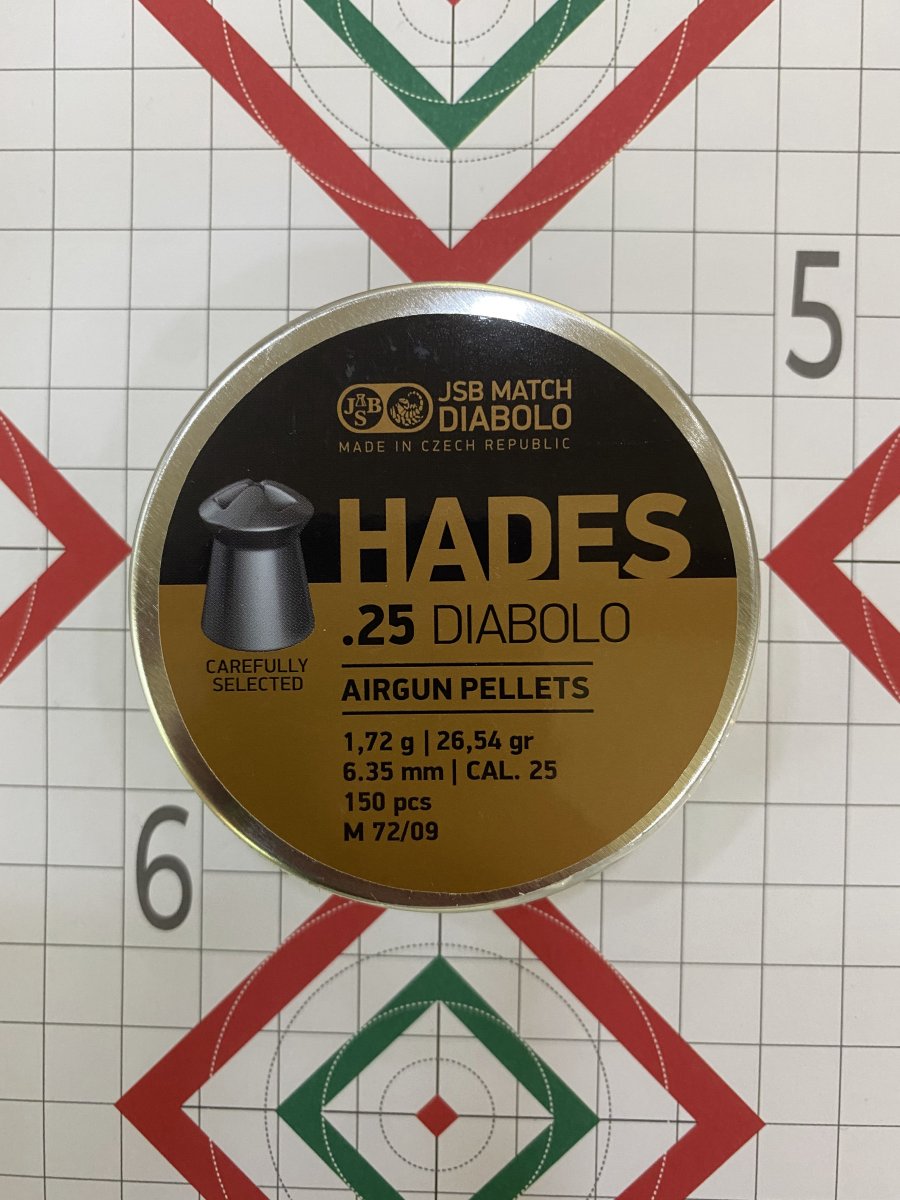 5
JSB
JSB MATCH
DIABOLO
MADE IN CZECH REPUBLIC
HADES
.25 DIABOLO
CAREFULLY
SELECTED
AIRGUN PELLETS
1,72 g | 26,54 gr
6.35 mm | CAL. 25
150 pcs
M 72/09
6